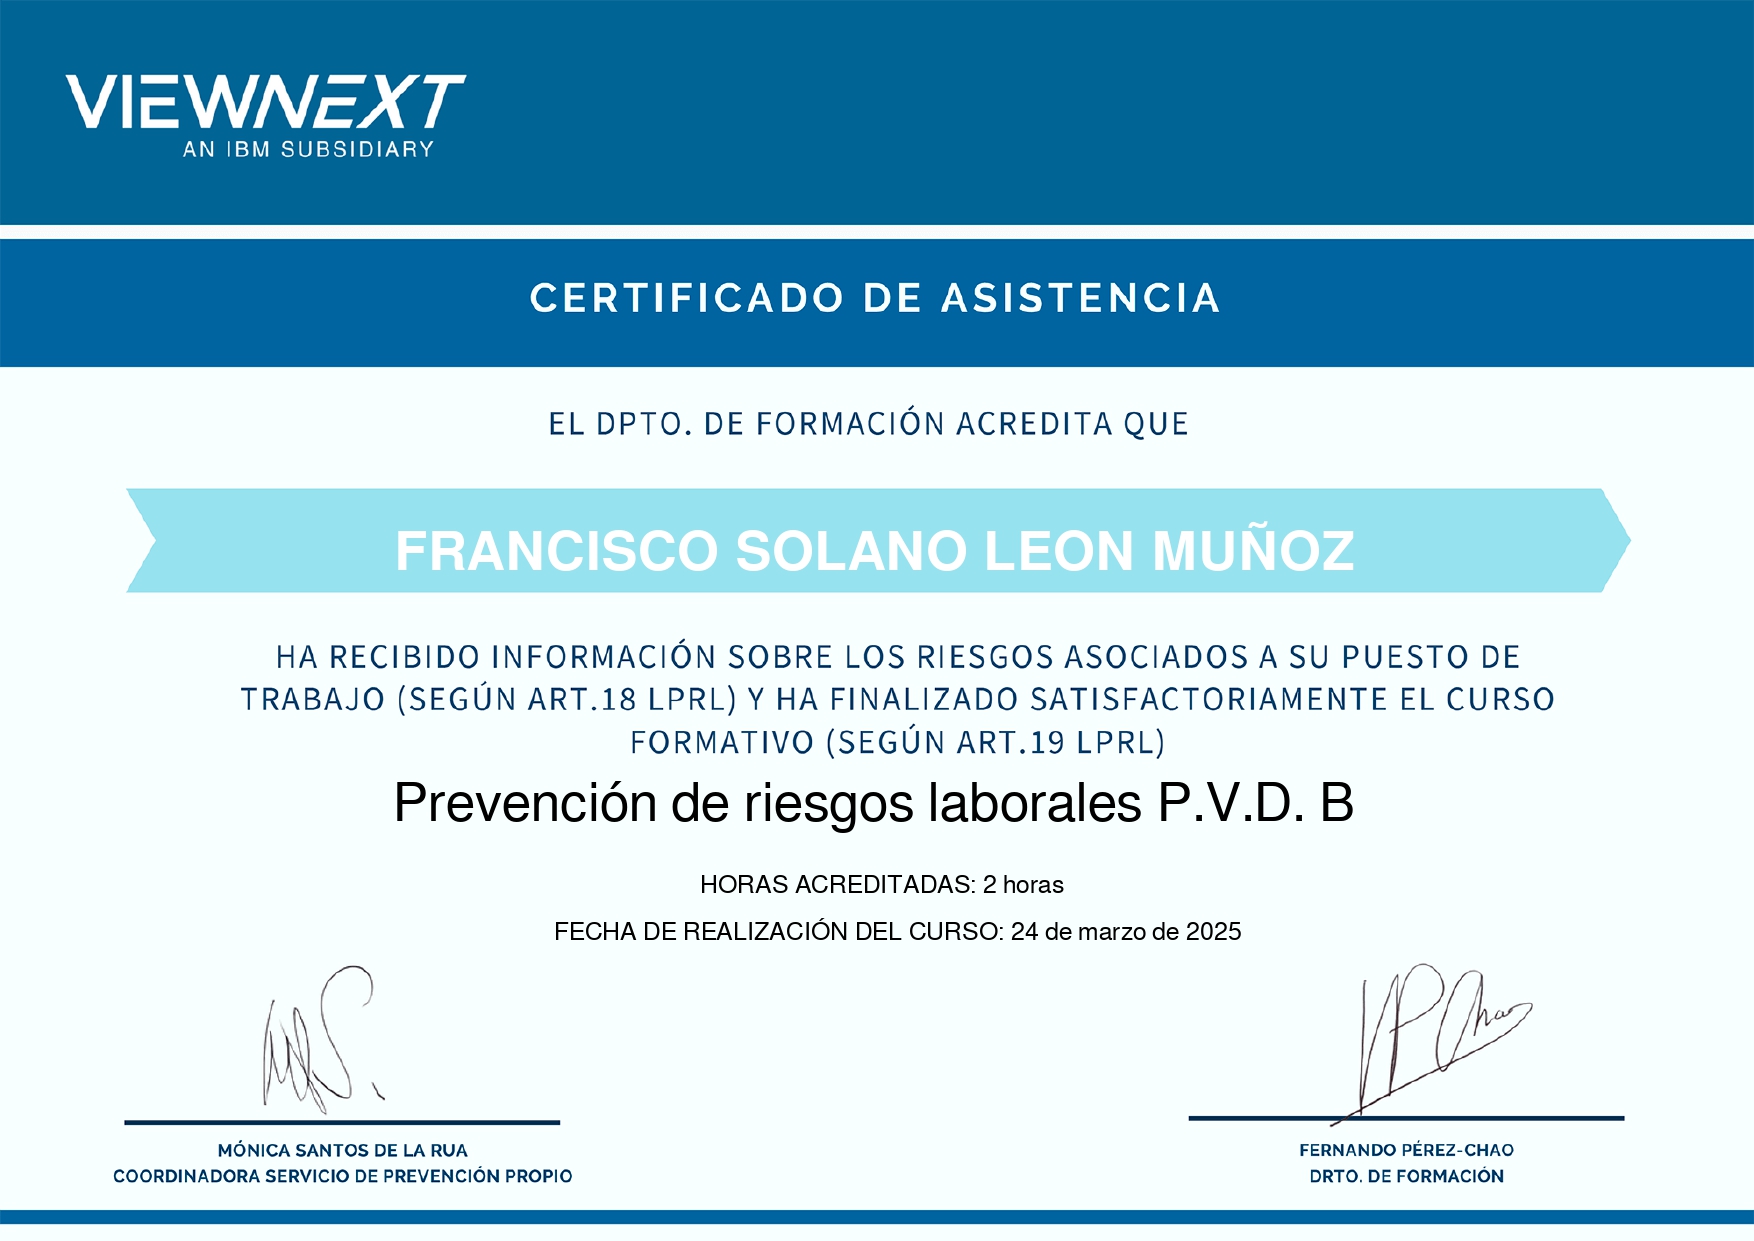 VIEWNEXT
AN IBM SUBSIDIARY
CERTIFICADO DE ASISTENCIA
EL DPTO. DE FORMACIÓN ACREDITA QUE
FRANCISCO SOLANO LEON MUÑOZ
HA RECIBIDO INFORMACIÓN SOBRE LOS RIESGOS ASOCIADOS A SU PUESTO DE
TRABAJO (SEGÚN ART.18 LPRL) Y HA FINALIZADO SATISFACTORIAMENTE EL CURSO
FORMATIVO (SEGÚN ART.19 LPRL)
Prevención de riesgos laborales P.V.D. B
HORAS ACREDITADAS: 2 horas
FECHA DE REALIZACIÓN DEL CURSO: 24 de marzo de 2025
MÓNICA SANTOS DE LA RUA
COORDINADORA SERVICIO DE PREVENCIÓN PROPIO
FERNANDO PÉREZ-CHAO
DRTO. DE FORMACIÓN